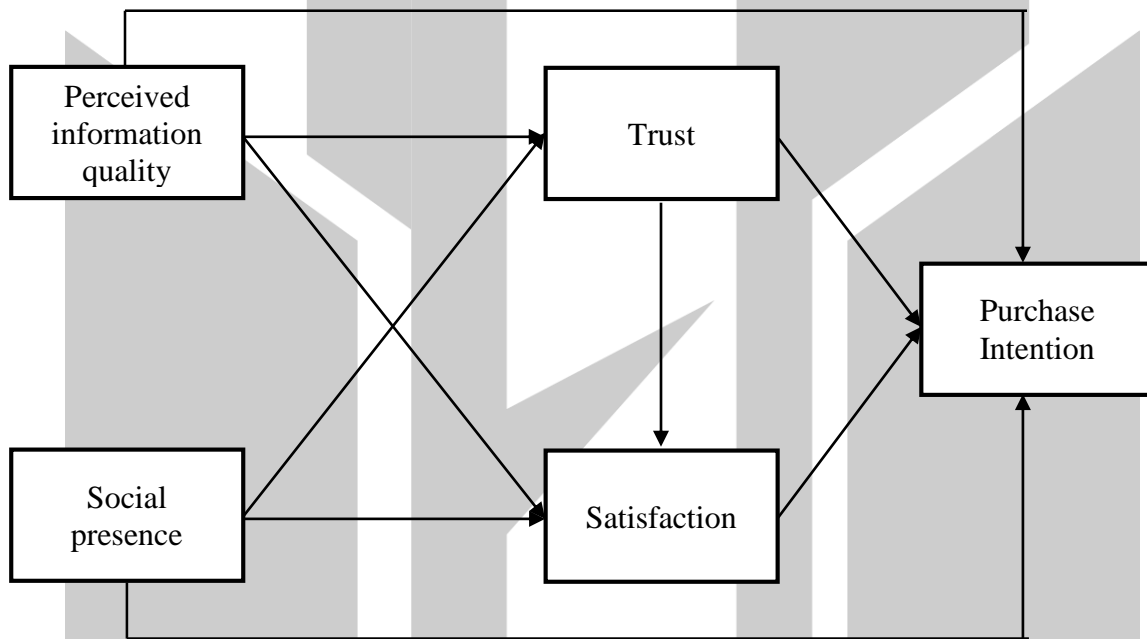 Perceived
information
quality
Trust
Purchase
Intention
Social
presence
Satisfaction